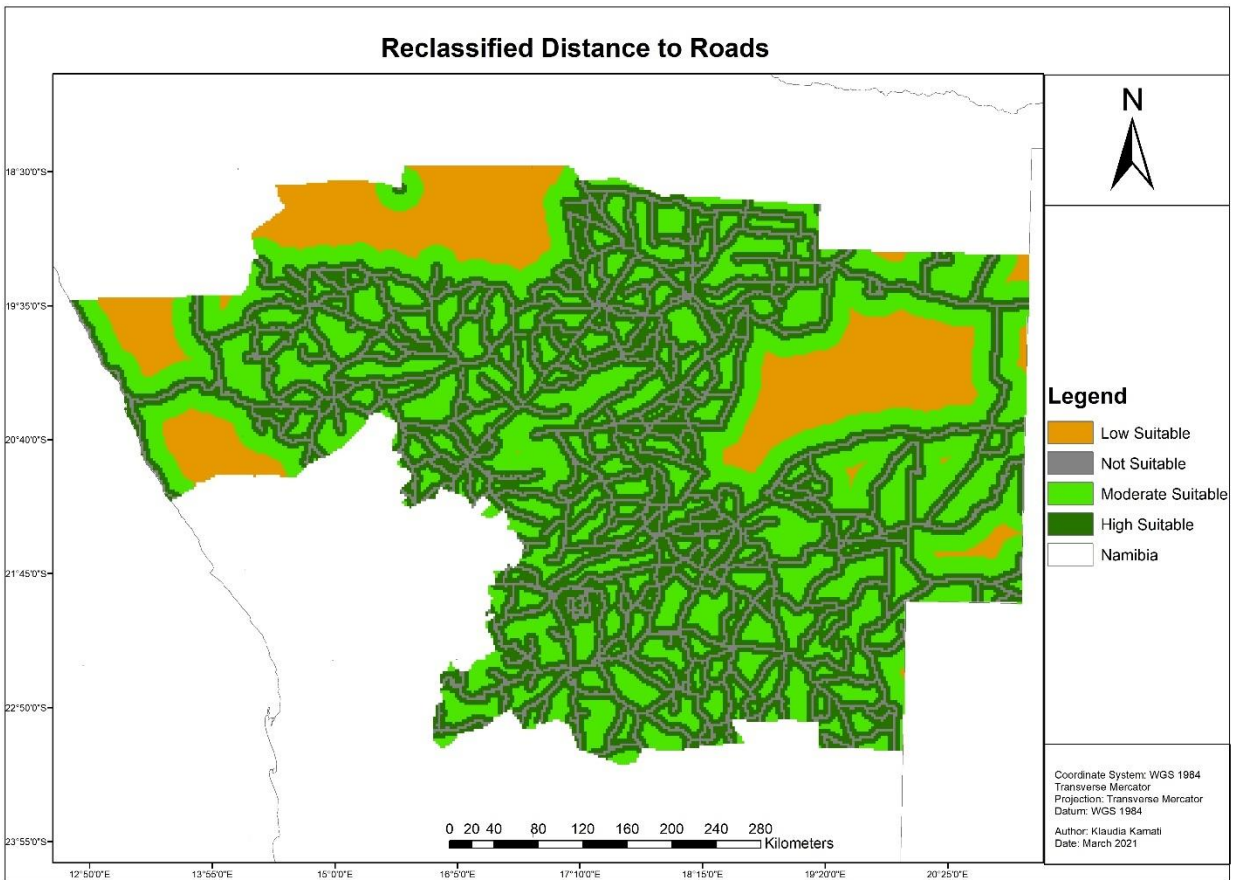 Reclassified Distance to Roads
N
18°30'0"S
19°35'0"S
20°40'0"S
21°45'0"S
22°50'0"S
23°55'0"S
Legend
Low Suitable
Not Suitable
Moderate Suitable
High Suitable
Namibia
0 20 40 80 120 160 200 240 280
Kilometers
12°50'0"E 13°55'0"E 15°0'0"E 16°5'0"E 17°10'0"E 18°15'0"E 19°20'0"E 20°25'0"E
Coordinate System: WGS 1984
Transverse Mercator
Projection: Transverse Mercator
Datum: WGS 1984
Author: Klaudia Kamati
Date: March 2021